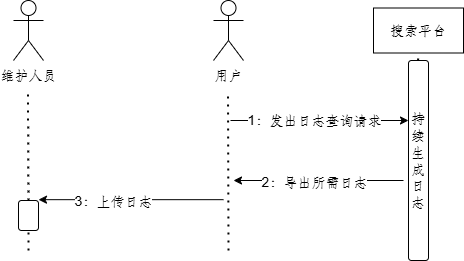 维护人员
用户
搜索平台
1：发出日志查询请求
持续生成日志
2：导出所需日志
3：上传日志